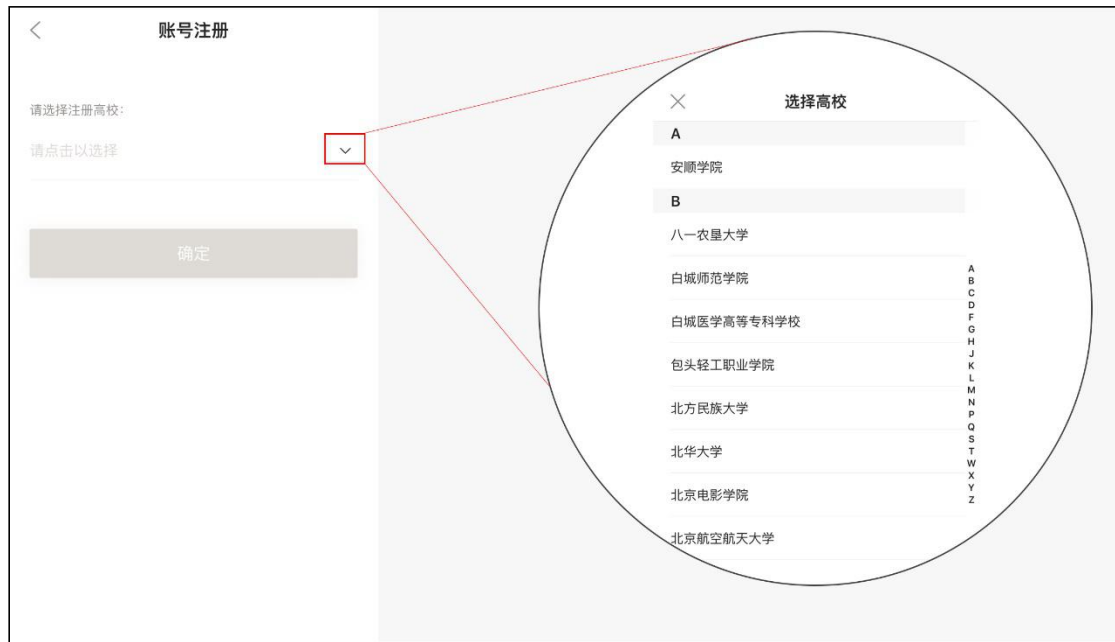 账号注册
请选择注册高校：
请点击以选择
确定
选择高校
A
安顺学院
B
八一农垦大学
白城师范学院
白城医学高等专科学校
包头轻工职业学院
北方民族大学
北华大学
北京电影学院
北京航空航天大学
A
B
C
D
F
G
H
J
K
L
M
N
P
Q
S
T
W
X
Y
Z